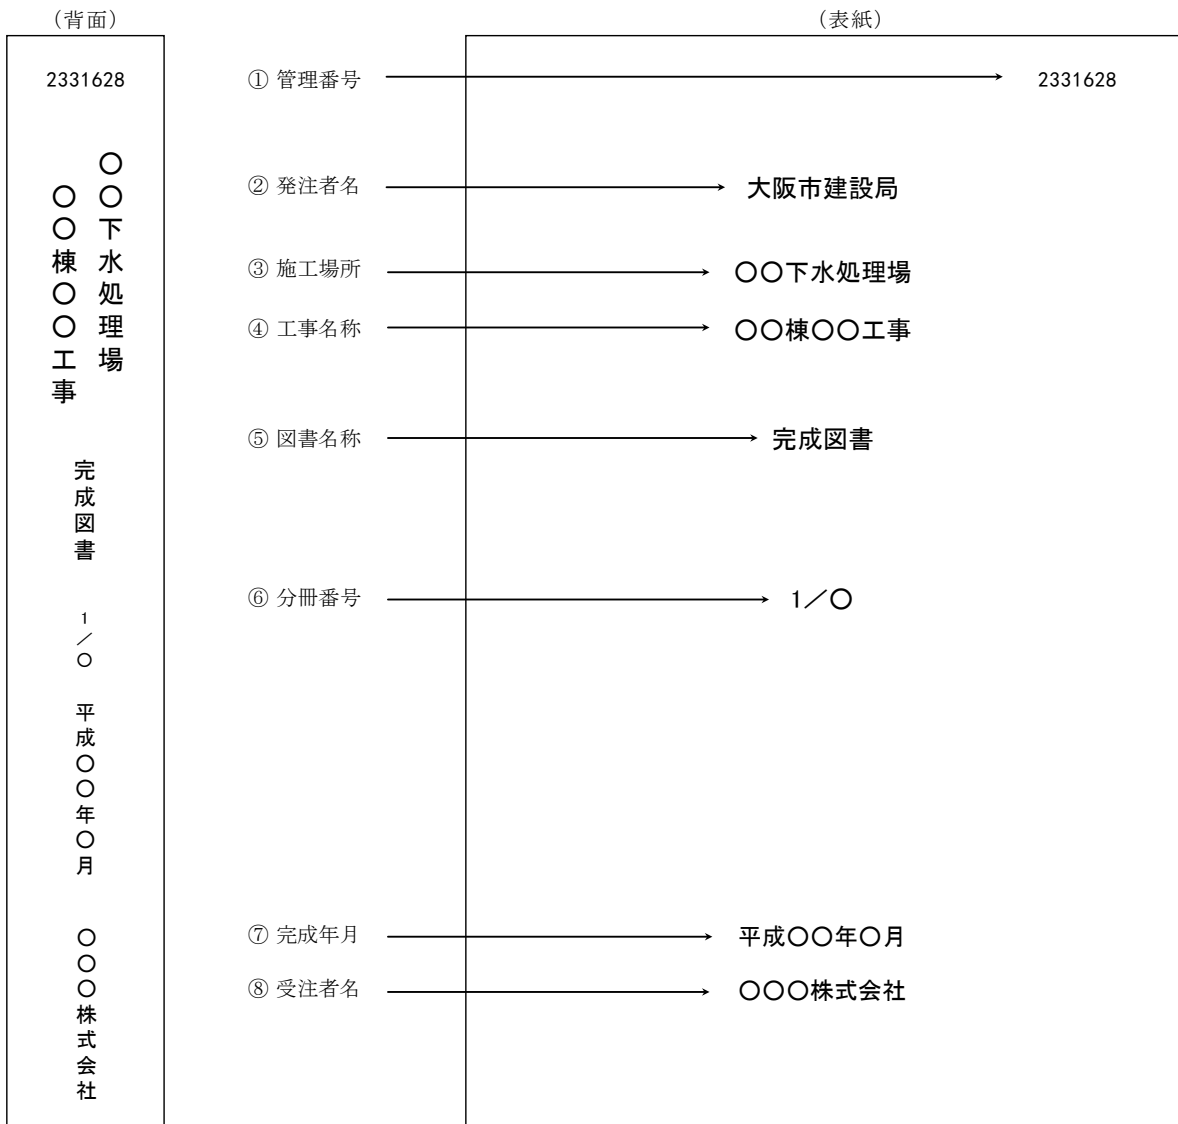 （背面）
2331628
〇〇下水処理場
〇〇棟〇〇工事
完成図書
1／〇
平成〇〇年〇月
〇〇〇株式会社
① 管理番号
② 発注者名
③ 施工場所
④ 工事名称
⑤ 図書名称
⑥ 分冊番号
⑦ 完成年月
⑧ 受注者名
（表紙）
2331628
大阪市建設局
〇〇下水処理場
〇〇棟〇〇工事
完成図書
1／〇
平成〇〇年〇月
〇〇〇株式会社